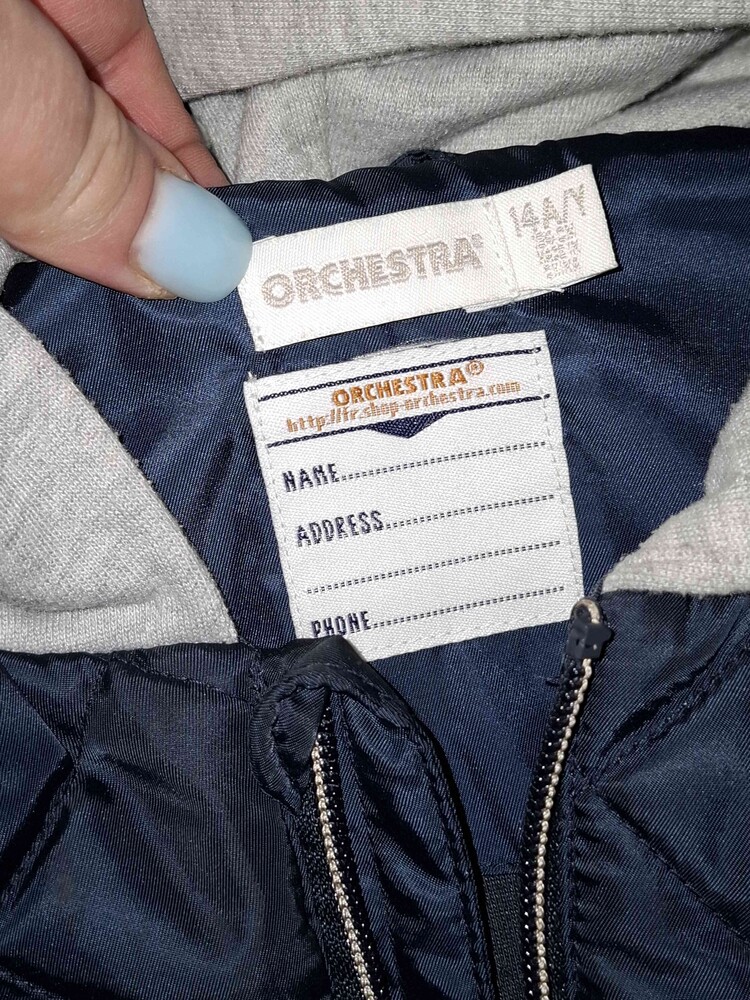 ORCHESTRA®
14A/Y
ORCHESTRA®
http://fr.shop-orchestra.com
NAME
ADDRESS
PHONE